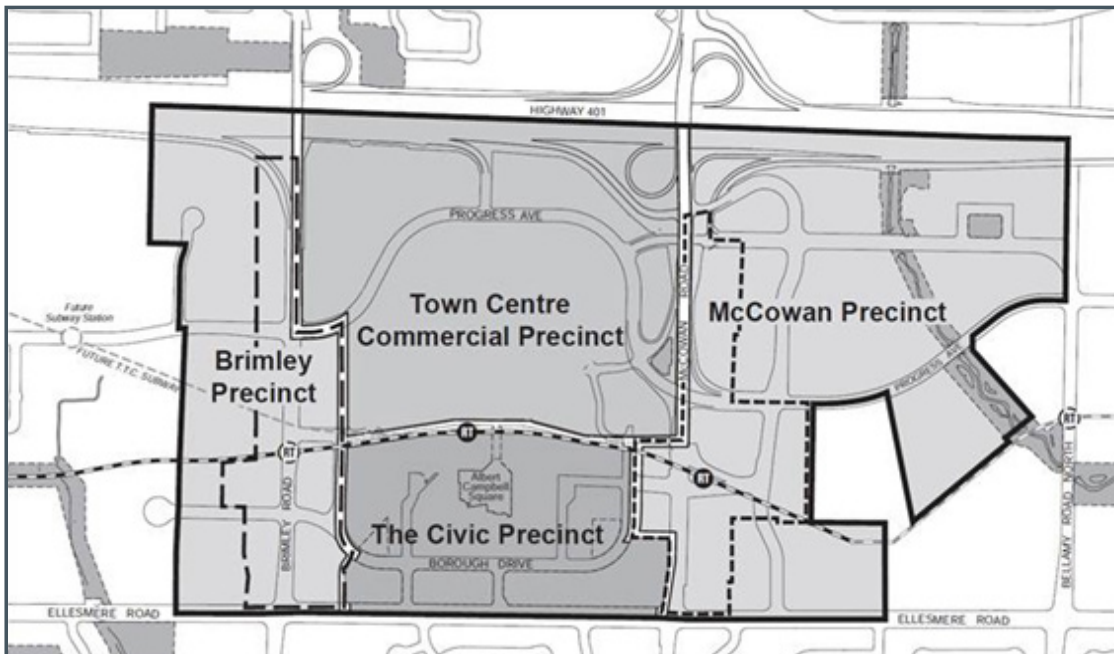 HIGHWAY 401
PROGRESS AVE
Town Centre
Commercial Precinct
McCOWAN ROAD
McCowan Precinct
Future
Subway Station
FUTURE T.T.C. SUBWAY
Brimley
Precinct
PROGRESS AVE
RT
RT
RT
RT
Albert
Campbell
Square
BRIMLEY ROAD
The Civic Precinct
BOROUGH DRIVE
BELLAMY ROAD NORTH
ELLESMERE ROAD
ELLESMERE ROAD